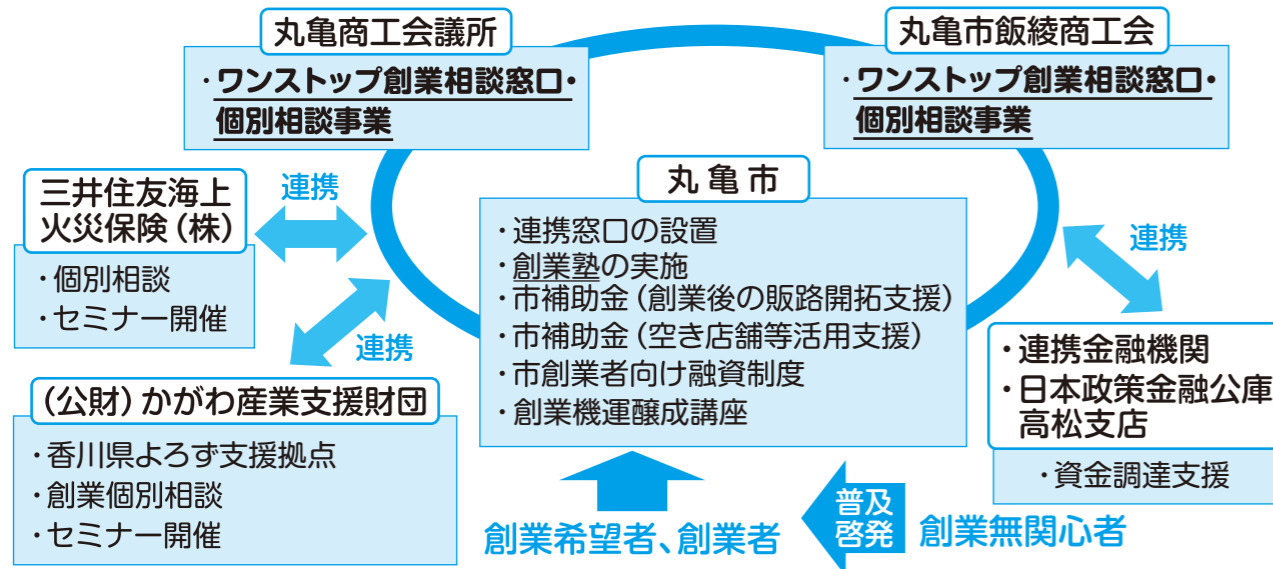 丸亀商工会議所
・ワンストップ創業相談窓口・
個別相談事業
丸亀市飯綾商工会
・ワンストップ創業相談窓口・
個別相談事業
三井住友海上
火災保険(株)
・個別相談
・セミナー開催
連携
丸亀市
・連携窓口の設置
・創業塾の実施
・市補助金(創業後の販路開拓支援)
・市補助金(空き店舗等活用支援)
・市創業者向け融資制度
・創業機運醸成講座
連携
・連携金融機関
・日本政策金融公庫
高松支店
・資金調達支援
連携
(公財)かがわ産業支援財団
・香川県よろず支援拠点
・創業個別相談
・セミナー開催
創業希望者、創業者
普及
啓発
創業無関心者